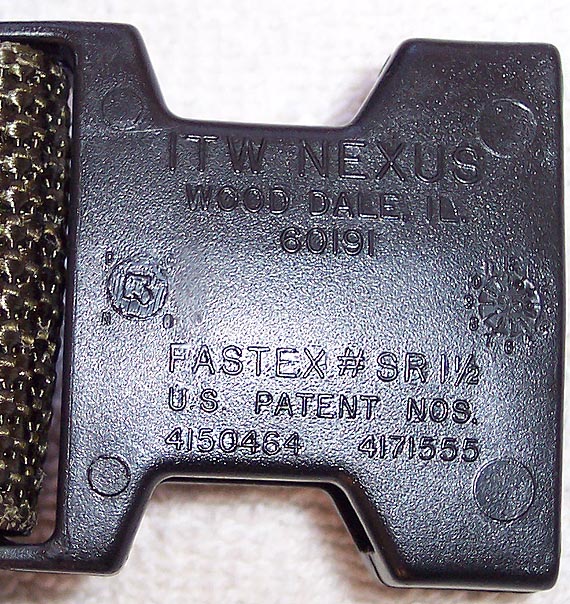 ITW NEXUS
WOOD DALE, IL.
60191
FASTEX # SR 1½
U.S. PATENT NOS.
4150464 4171555